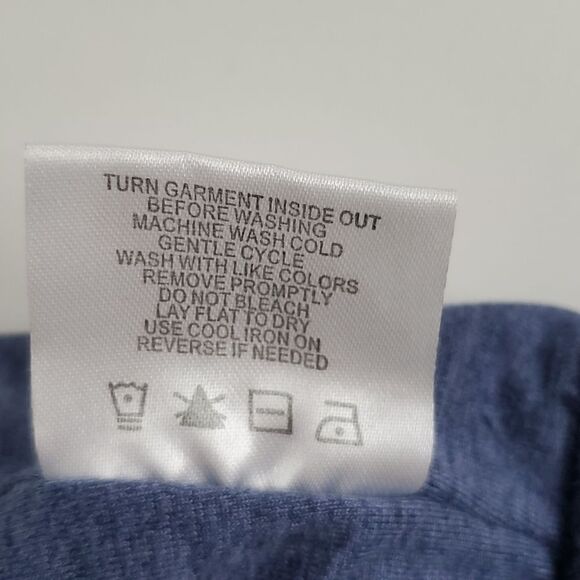 TURN GARMENT INSIDE OUT
BEFORE WASHING
MACHINE WASH COLD
GENTLE CYCLE
WASH WITH LIKE COLORS
REMOVE PROMPTLY
DO NOT BLEACH
LAY FLAT TO DRY
USE COOL IRON ON
REVERSE IF NEEDED